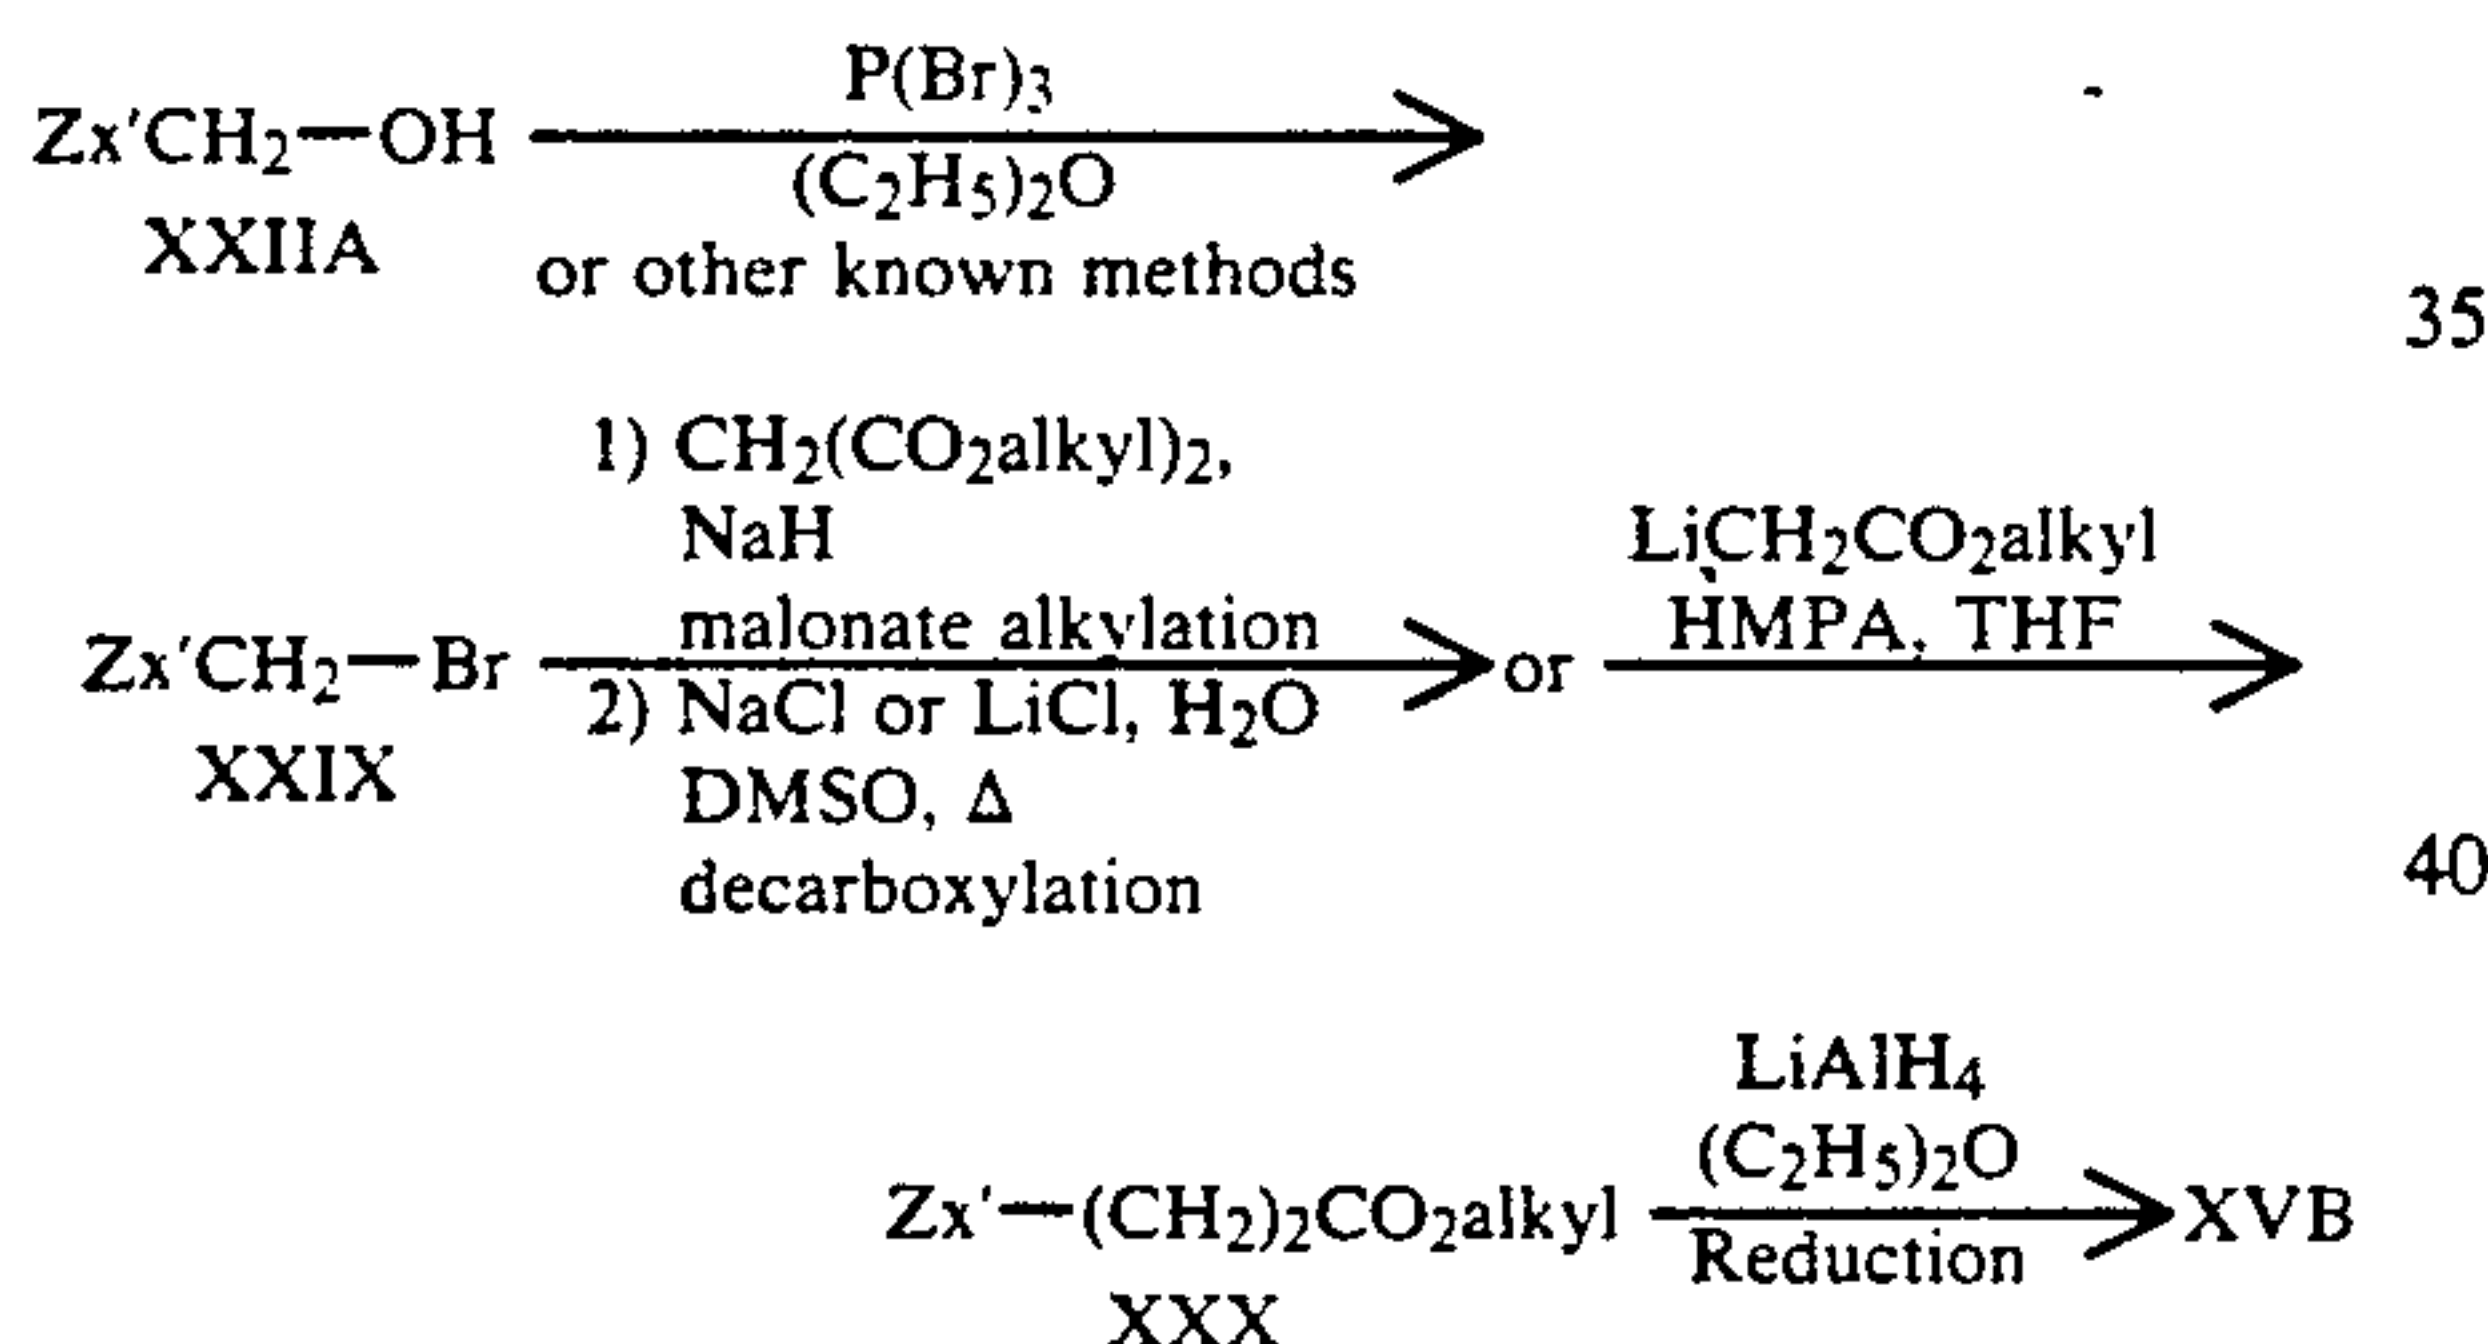 P(Br)3
Zx'CH2—OH
(C2H5)2O
XXIIA
or other known methods
35
1) CH2(CO2alkyl)2,
NaH
LiCH2CO2alkyl
malonate alkylation
HMPA, THF
Zx'CH2—Br
or
2) NaCl or LiCl, H2O
XXIX
DMSO, Δ
40
decarboxylation
LiAlH4
(C2H5)2O
Zx'—(CH2)2CO2alkyl
XVB
Reduction
XXX